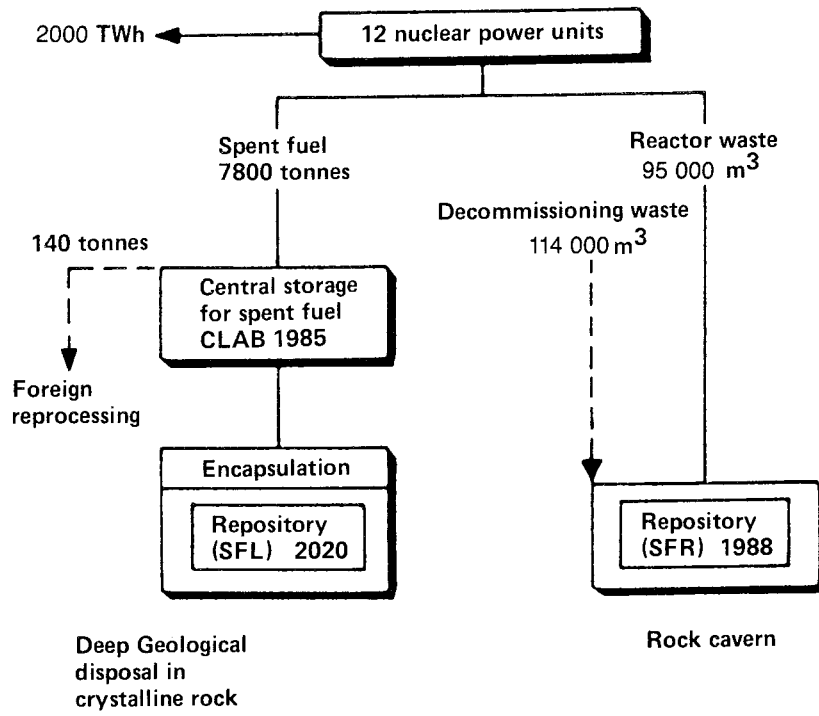 2000 TWh
12 nuclear power units
Spent fuel
7800 tonnes
Reactor waste
95 000 m³
Decommissioning waste
114 000 m³
140 tonnes
Central storage
for spent fuel
CLAB 1985
Foreign
reprocessing
Encapsulation
Repository
(SFL) 2020
Repository
(SFR) 1988
Deep Geological
disposal in
crystalline rock
Rock cavern